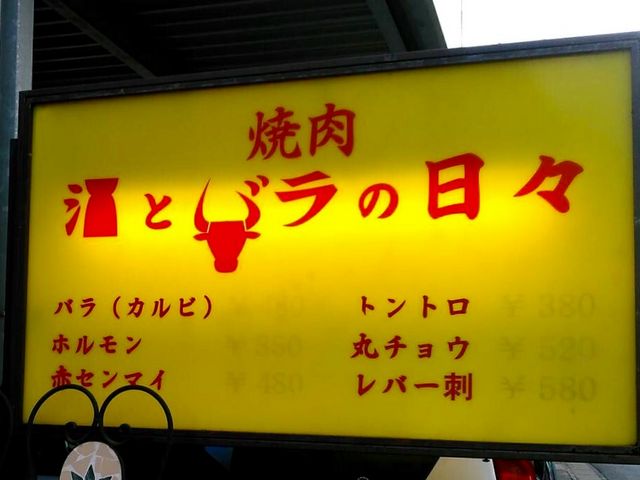 焼肉
酒とバラの日々
バラ（カルビ） ¥480
ホルモン ¥350
赤センマイ ¥480
トントロ ¥380
丸チョウ ¥520
レバー刺 ¥580